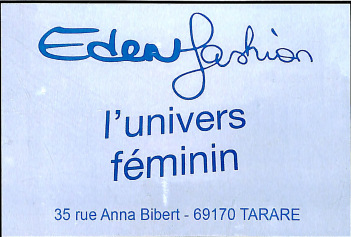 Eden fashion
l'univers
féminin
35 rue Anna Bibert - 69170 TARARE